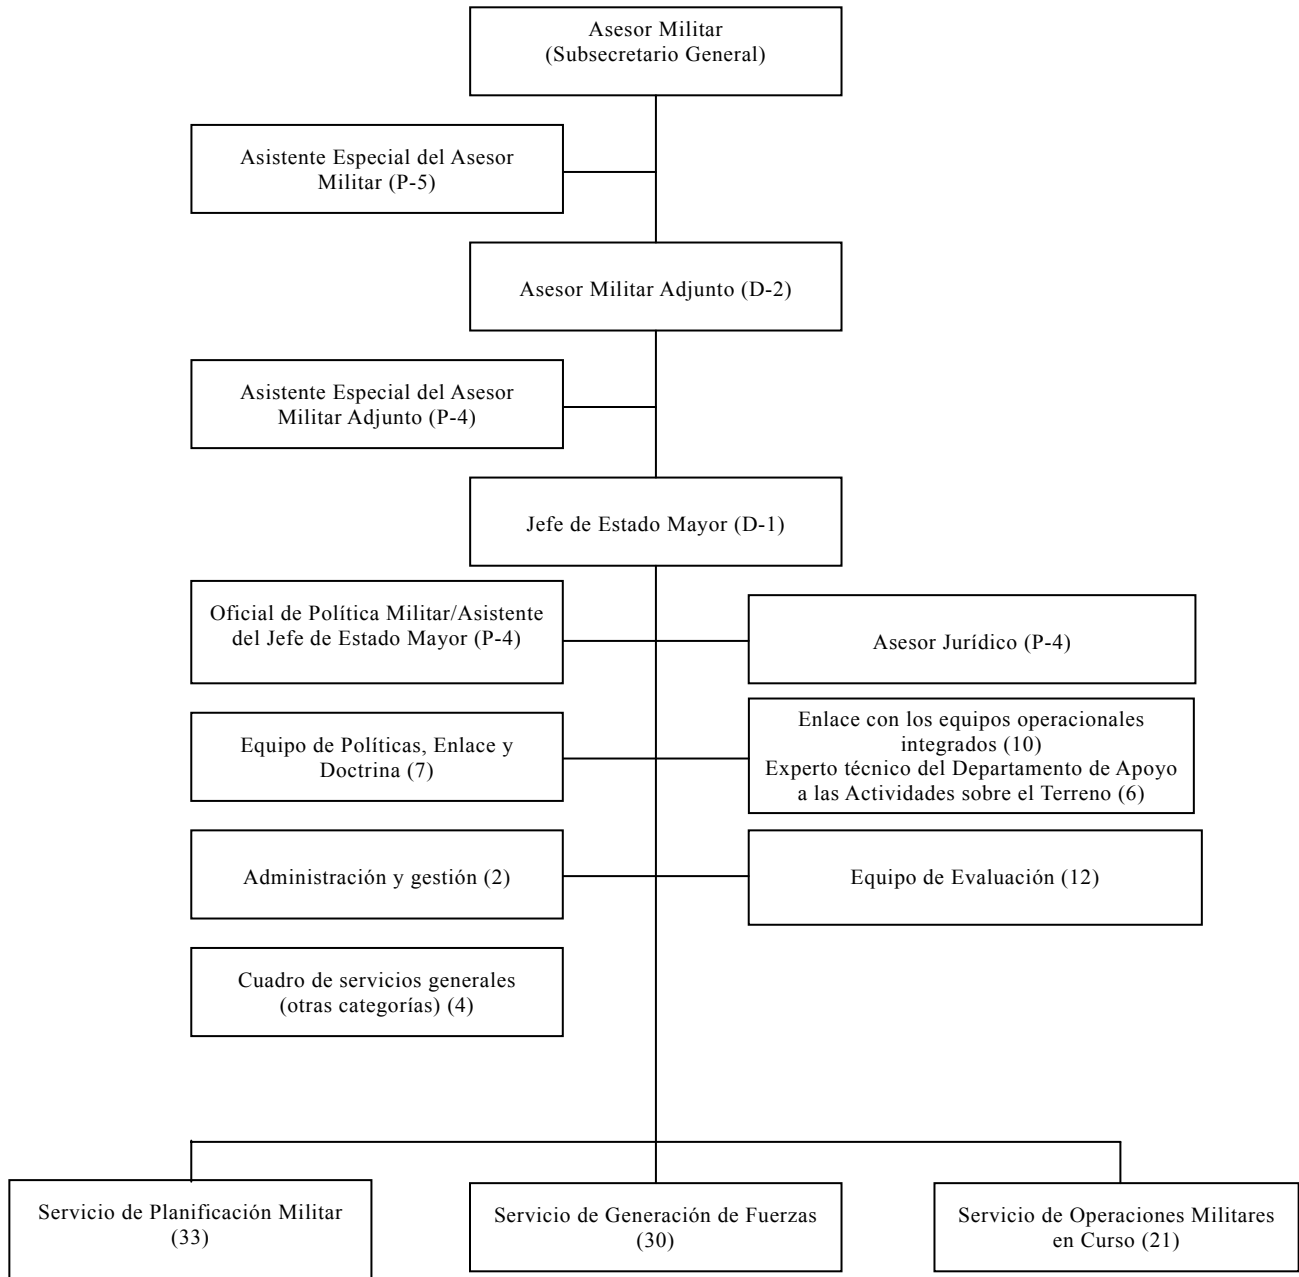 Asesor Militar
(Subsecretario General)
Asistente Especial del Asesor
Militar (P-5)
Asesor Militar Adjunto (D-2)
Asistente Especial del Asesor
Militar Adjunto (P-4)
Jefe de Estado Mayor (D-1)
Oficial de Política Militar/Asistente
del Jefe de Estado Mayor (P-4)
Asesor Jurídico (P-4)
Equipo de Políticas, Enlace y
Doctrina (7)
Enlace con los equipos operacionales
integrados (10)
Experto técnico del Departamento de Apoyo
a las Actividades sobre el Terreno (6)
Administración y gestión (2)
Equipo de Evaluación (12)
Cuadro de servicios generales
(otras categorías) (4)
Servicio de Planificación Militar
(33)
Servicio de Generación de Fuerzas
(30)
Servicio de Operaciones Militares
en Curso (21)